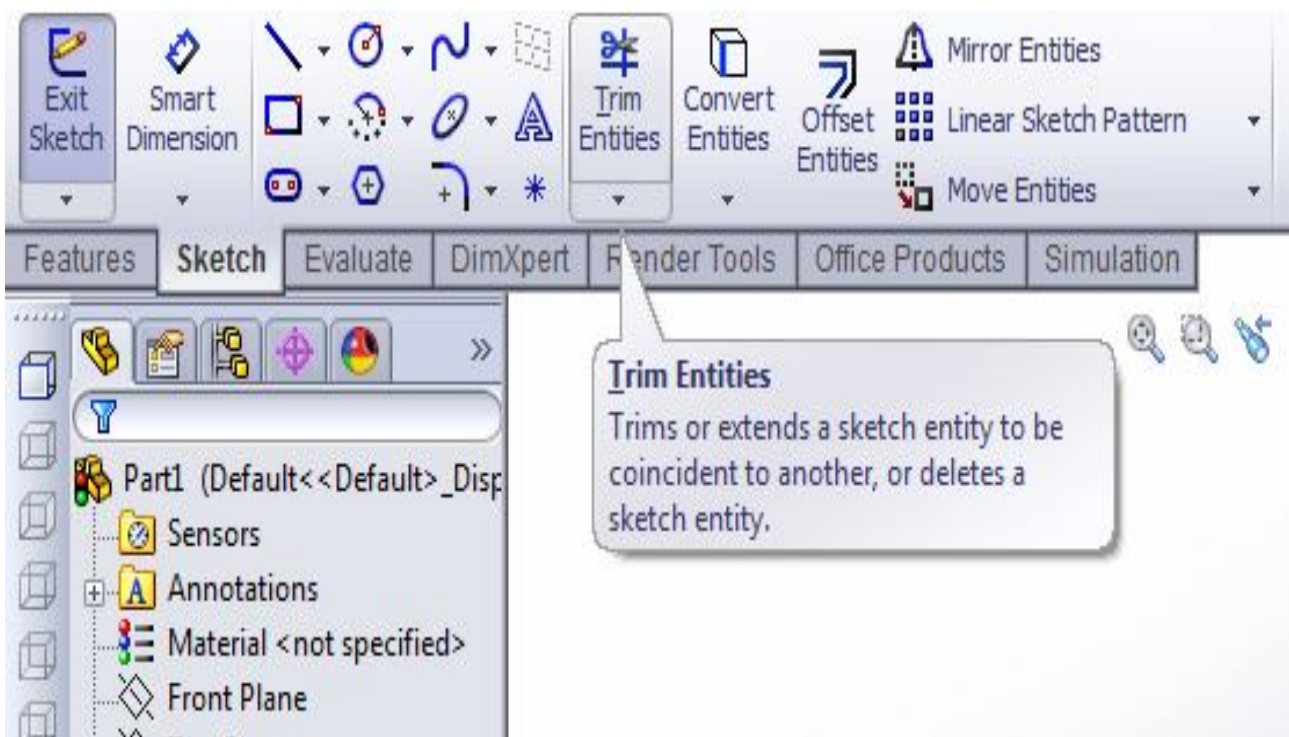 Exit
Sketch
Smart
Dimension
Trim
Entities
Convert
Entities
Offset
Entities
Mirror Entities
Linear Sketch Pattern
Move Entities
Features
Sketch
Evaluate
DimXpert
Render Tools
Office Products
Simulation
Trim Entities
Trims or extends a sketch entity to be
coincident to another, or deletes a
sketch entity.
Part1 (Default<<Default>_Disp
Sensors
Annotations
Material <not specified>
Front Plane